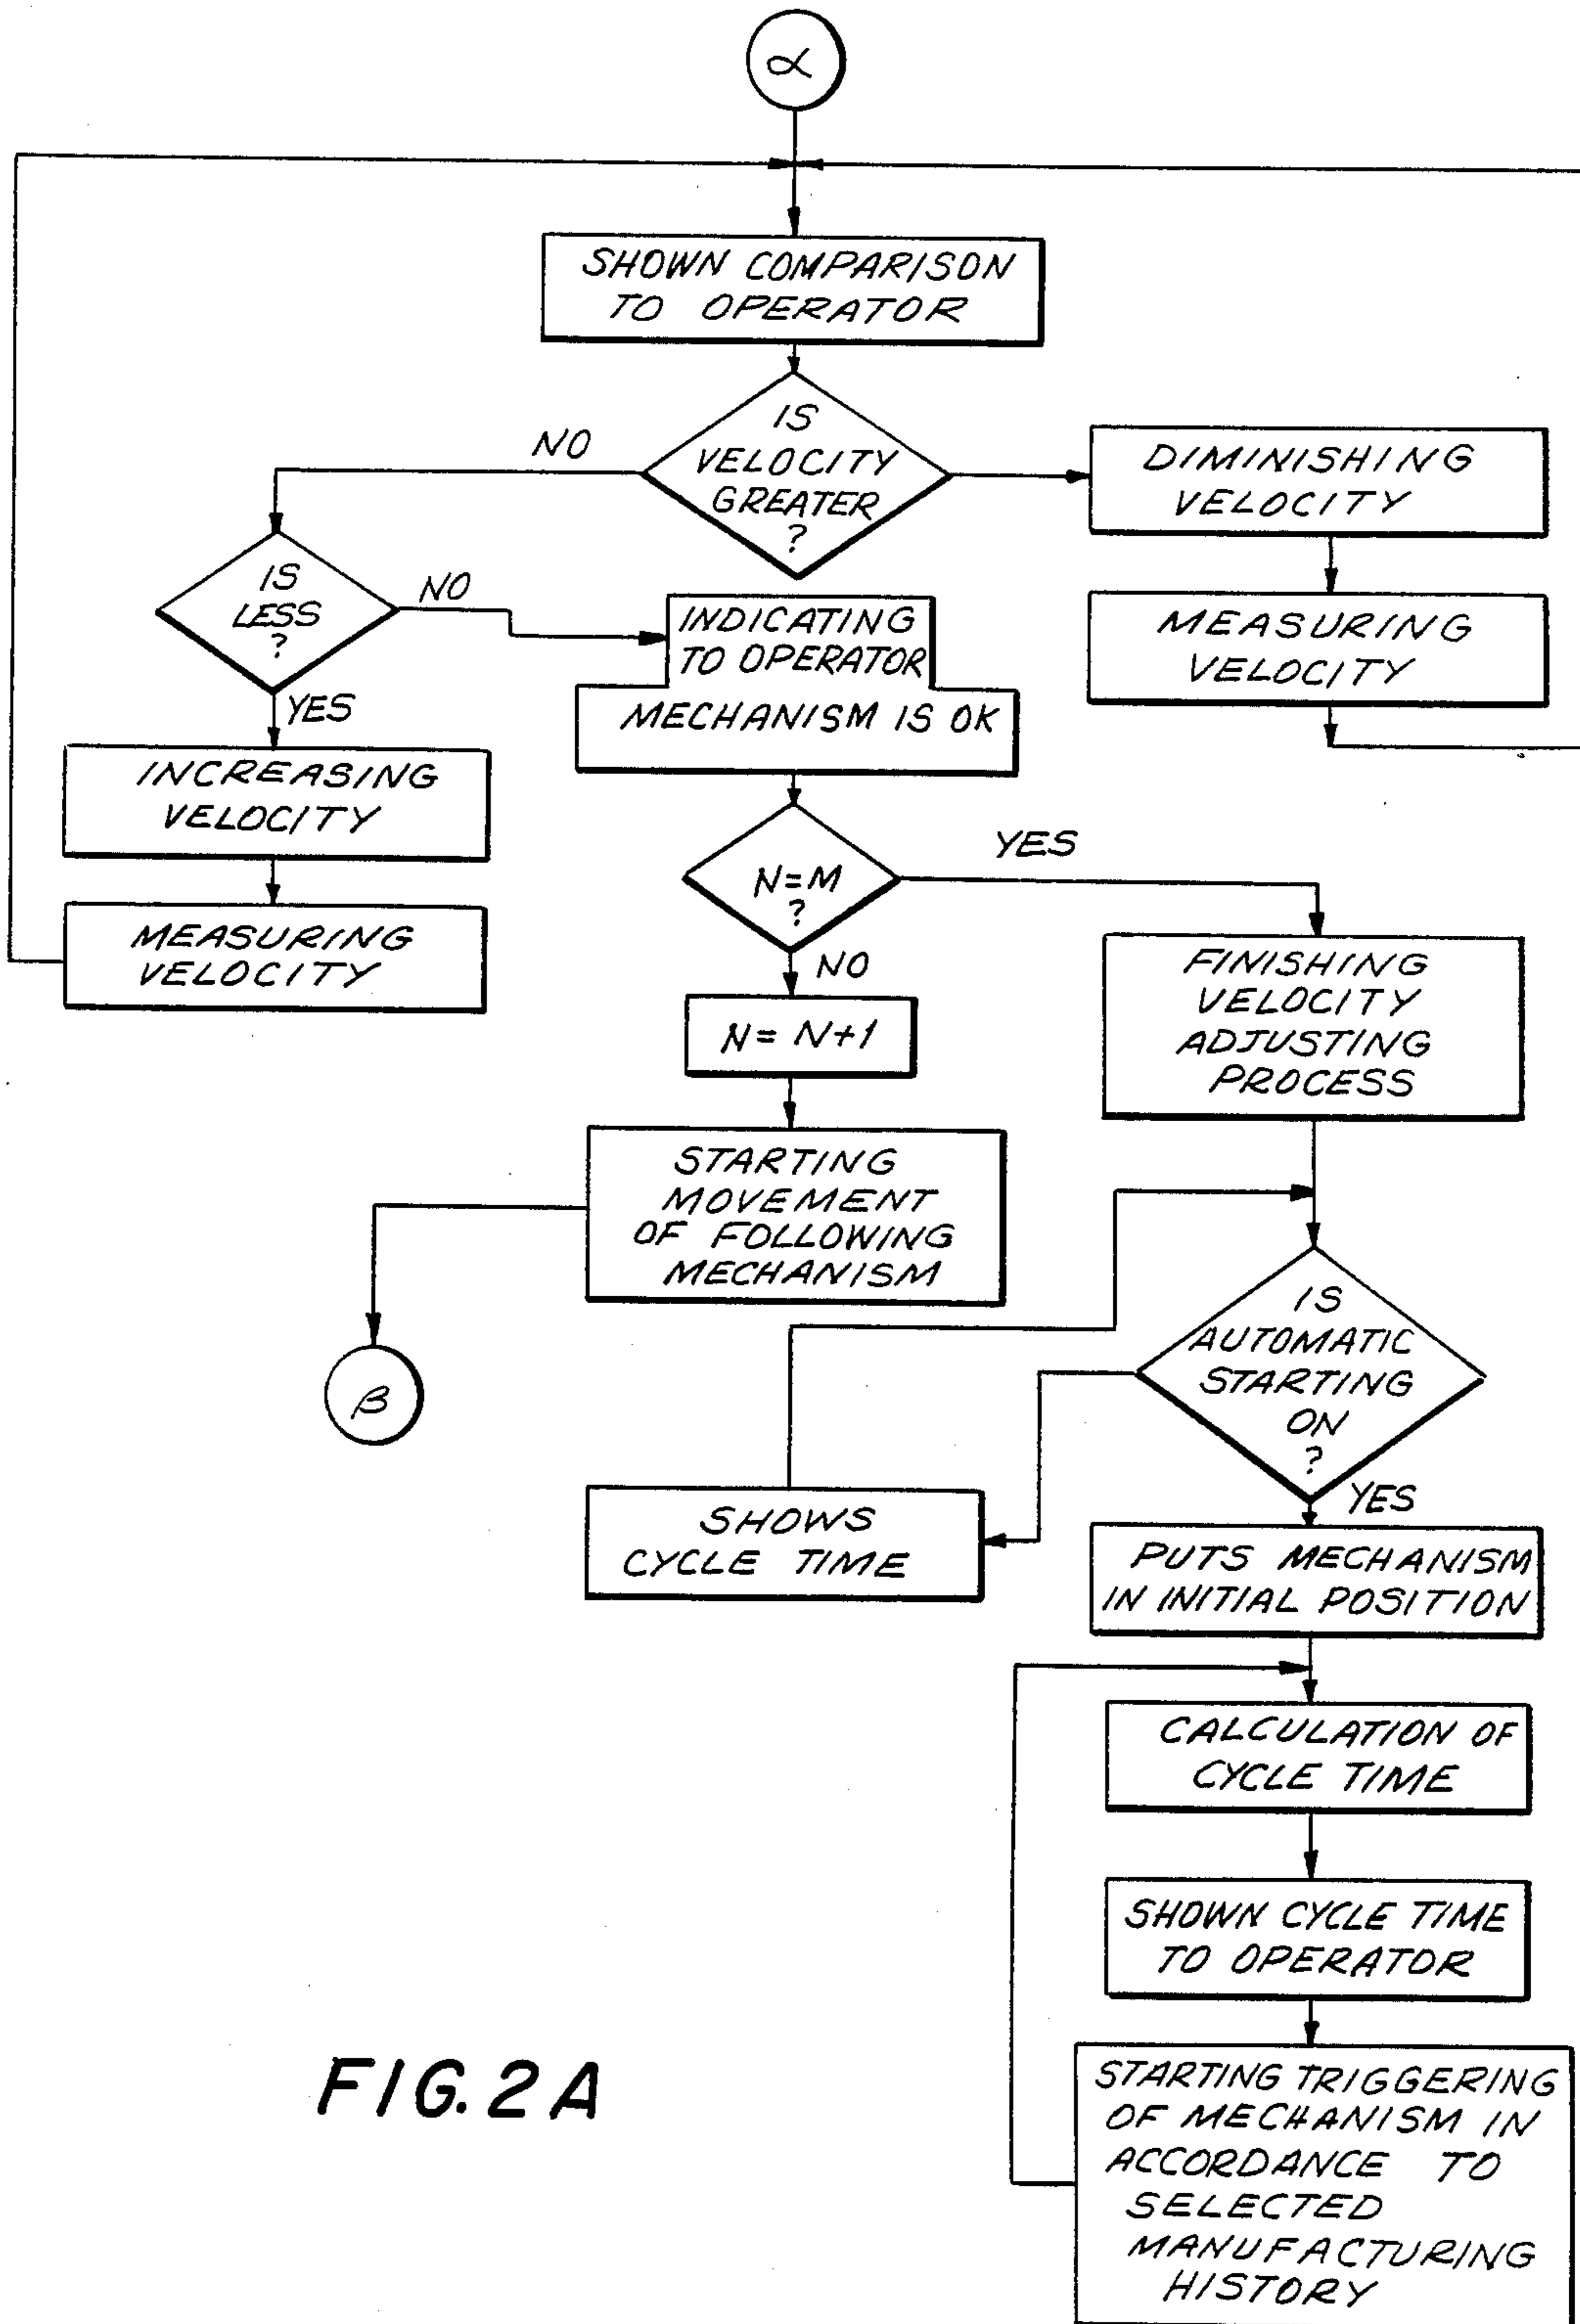 α
SHOWN COMPARISON
TO OPERATOR
IS
VELOCITY
GREATER
?
NO
DIMINISHING
VELOCITY
MEASURING
VELOCITY
IS
LESS
?
NO
YES
INDICATING
TO OPERATOR
MECHANISM IS OK
INCREASING
VELOCITY
MEASURING
VELOCITY
N=M
?
YES
NO
N= N+1
FINISHING
VELOCITY
ADJUSTING
PROCESS
STARTING
MOVEMENT
OF FOLLOWING
MECHANISM
β
IS
AUTOMATIC
STARTING
ON
?
YES
SHOWS
CYCLE TIME
PUTS MECHANISM
IN INITIAL POSITION
CALCULATION OF
CYCLE TIME
SHOWN CYCLE TIME
TO OPERATOR
STARTING TRIGGERING
OF MECHANISM IN
ACCORDANCE TO
SELECTED
MANUFACTURING
HISTORY
FIG. 2A